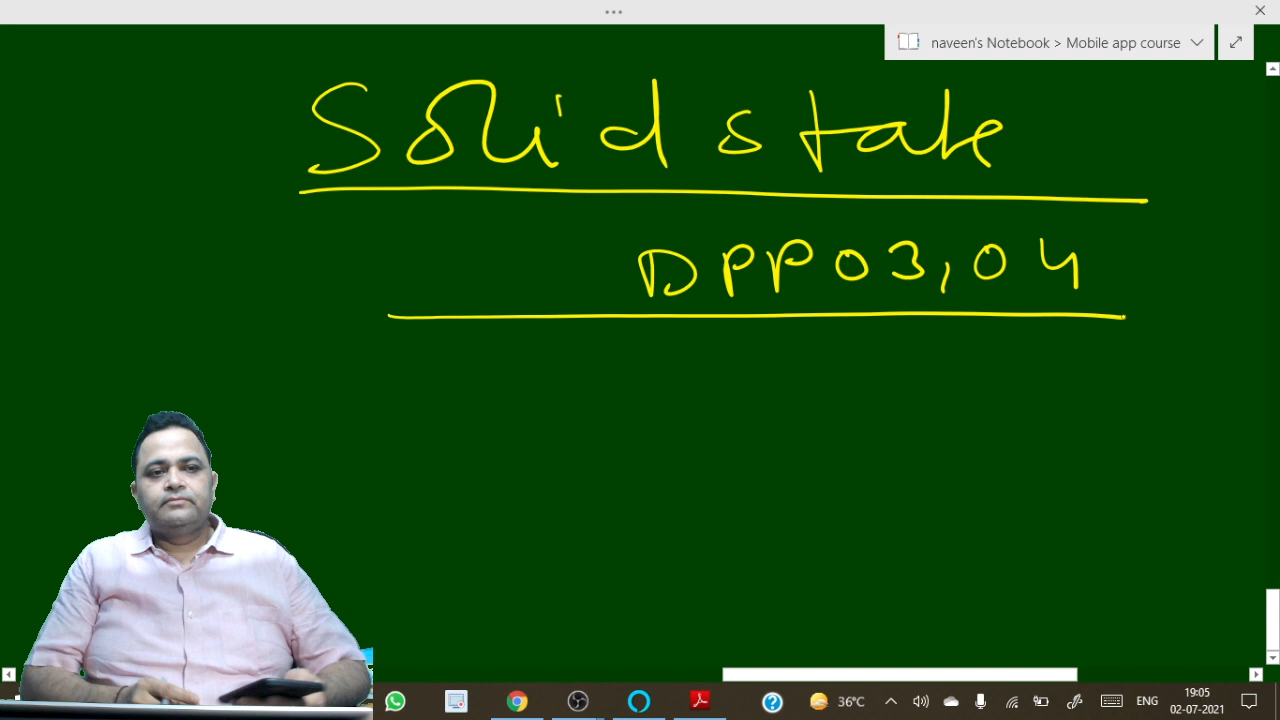 naveen's Notebook > Mobile app course
Solid state
DPP 03, 04
36°C
ENG
19:05
02-07-2021